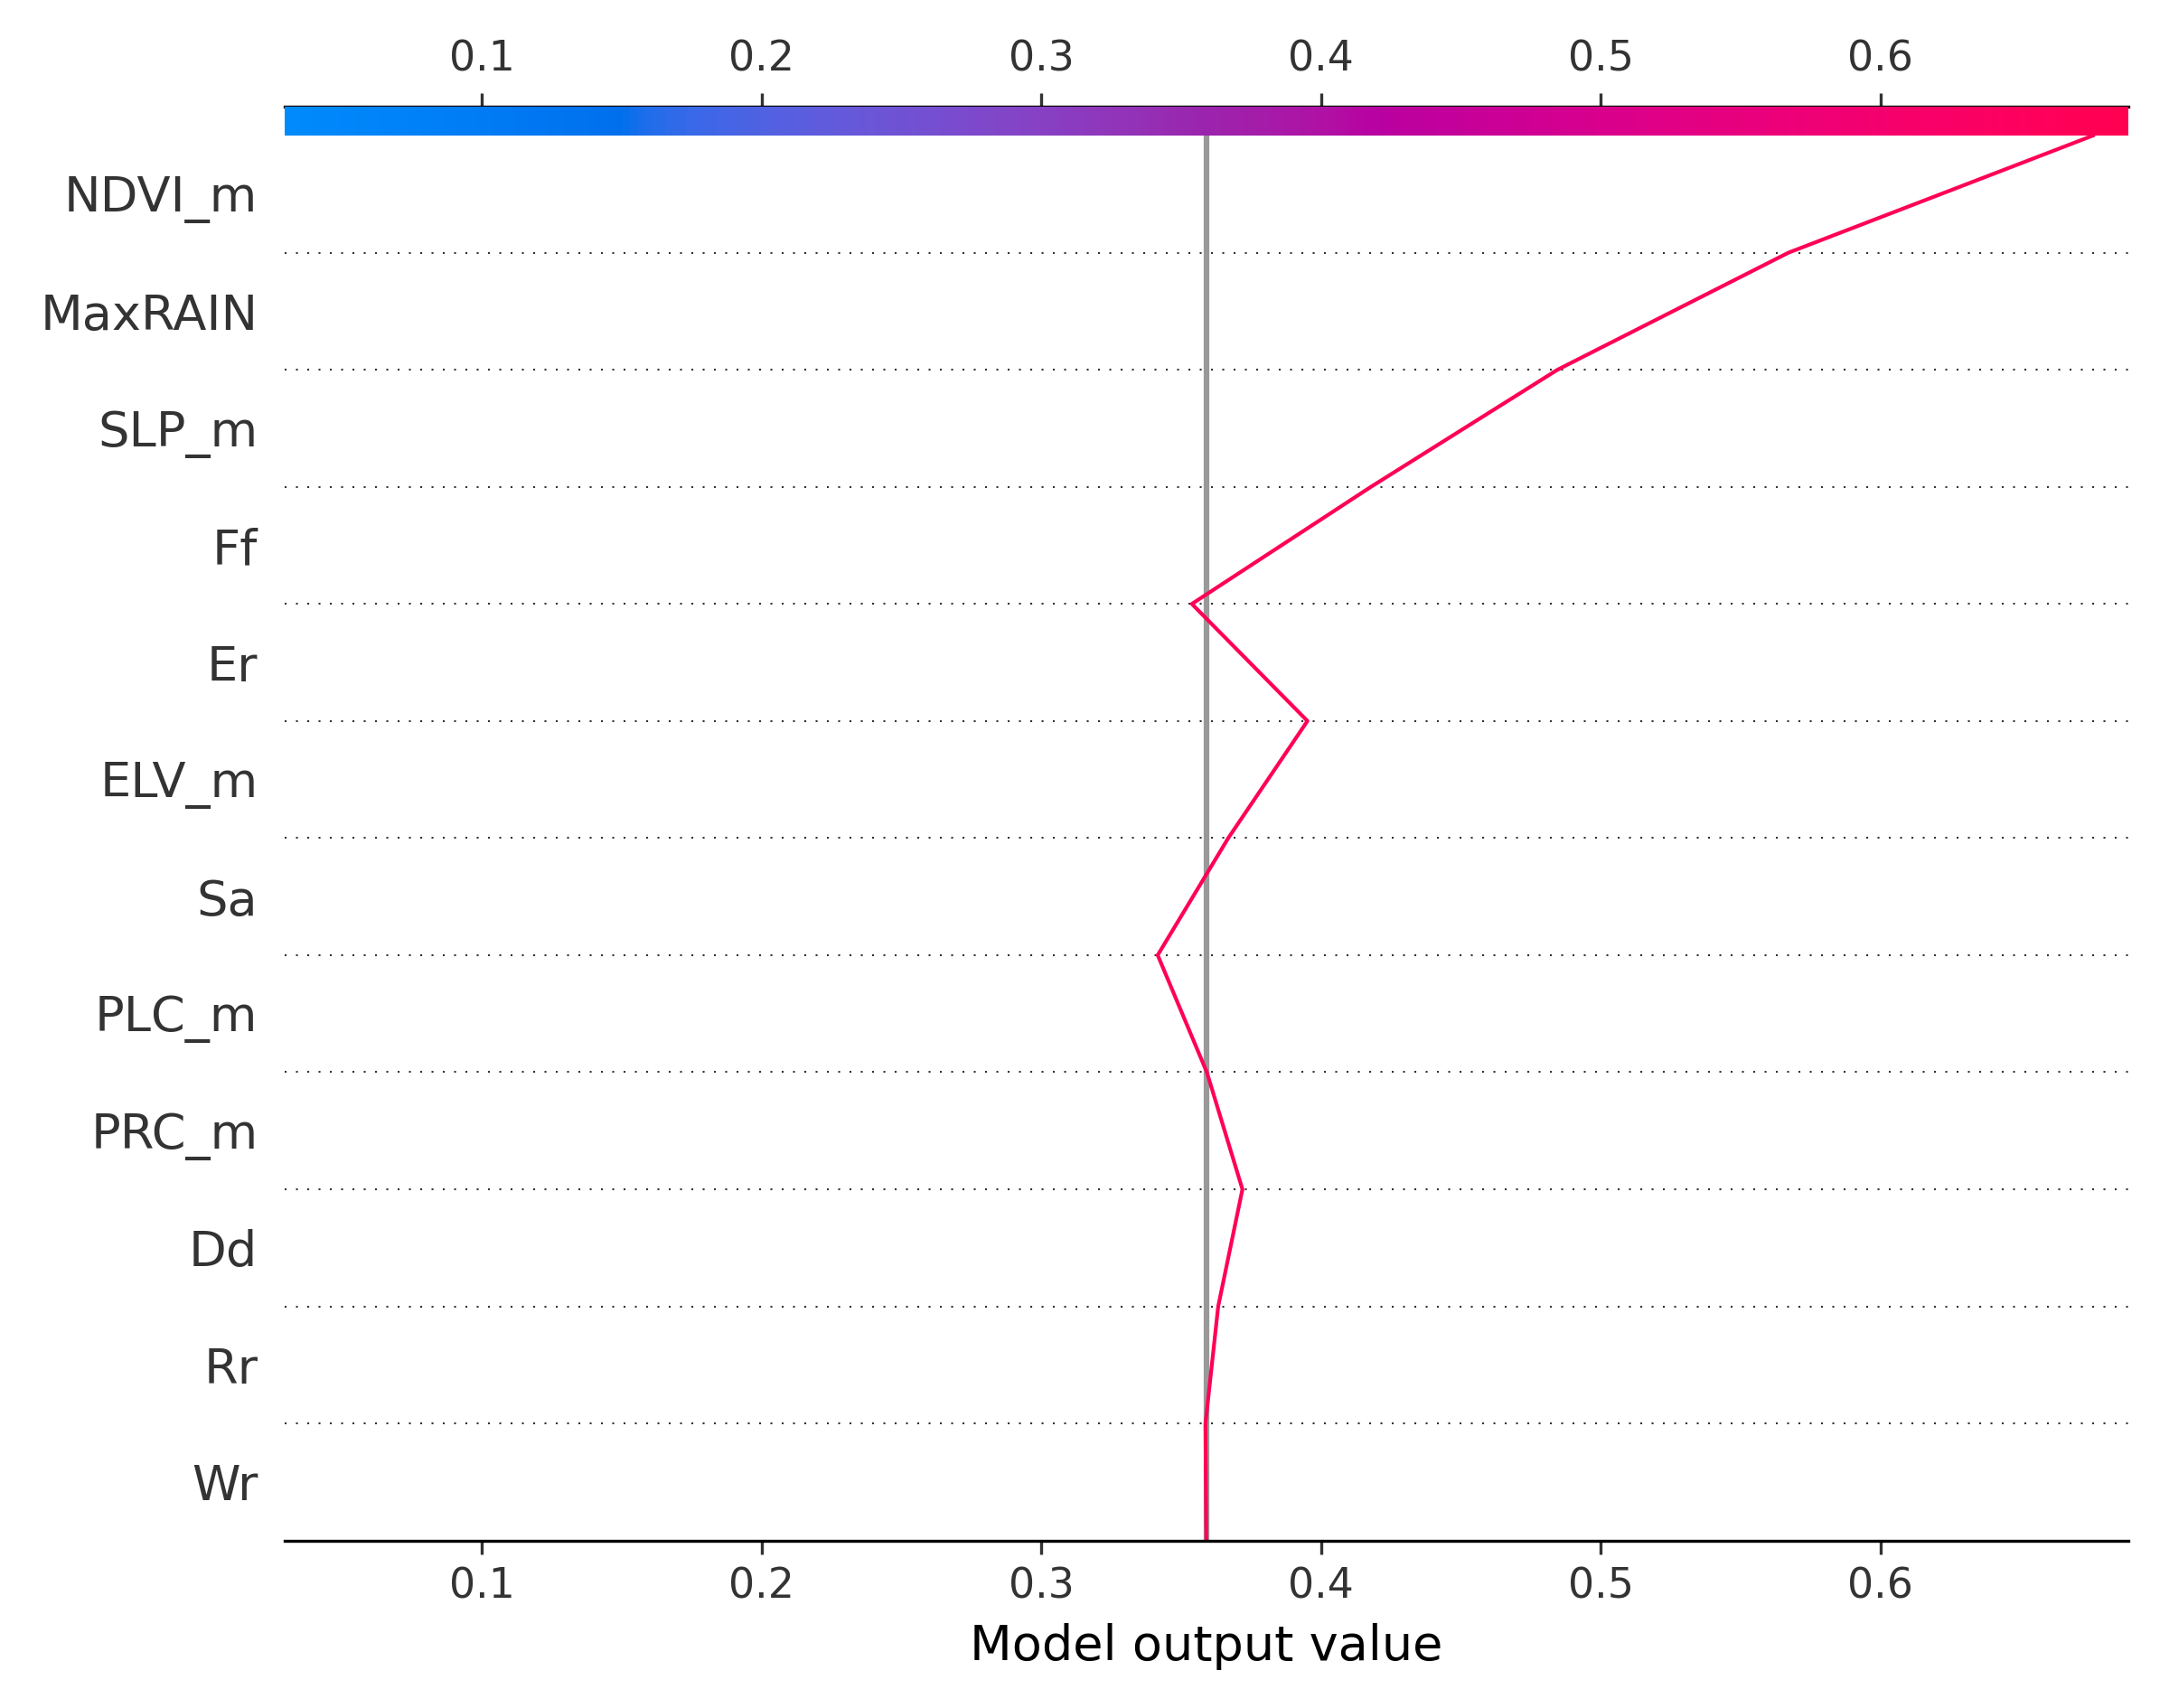 0.1 0.2 0.3 0.4 0.5 0.6
NDVI_m
MaxRAIN
SLP_m
Ff
Er
ELV_m
Sa
PLC_m
PRC_m
Dd
Rr
Wr
0.1 0.2 0.3 0.4 0.5 0.6
Model output value